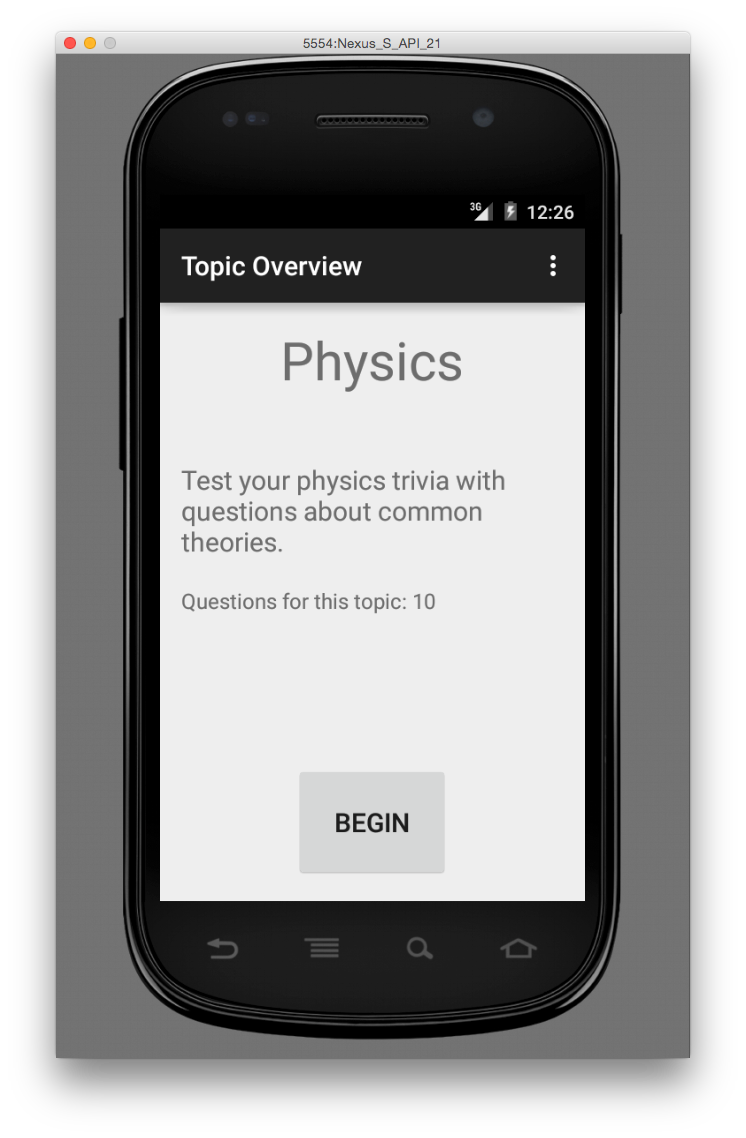 5554:Nexus_S_API_21
3G 12:26
Topic Overview
Physics
Test your physics trivia with
questions about common
theories.
Questions for this topic: 10
BEGIN